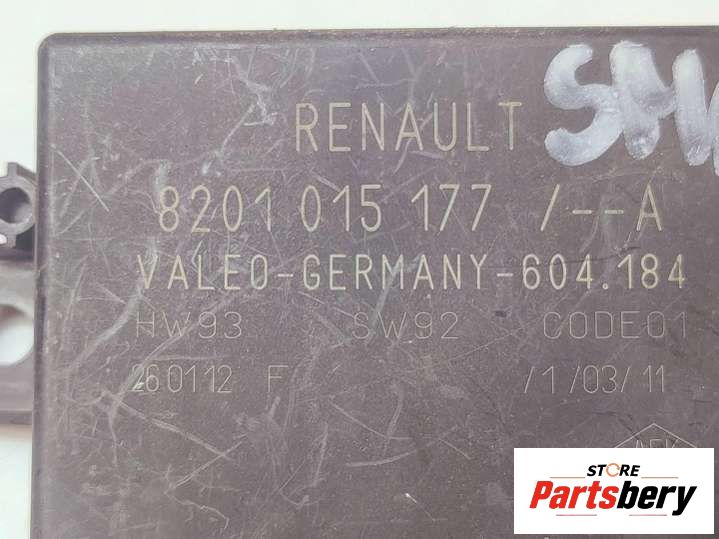 RENAULT
8201 015 177 /--A
VALEO-GERMANY-604.184
HW93 SW92 CODE01
260112 F /1/03/11
STORE
Partsbery